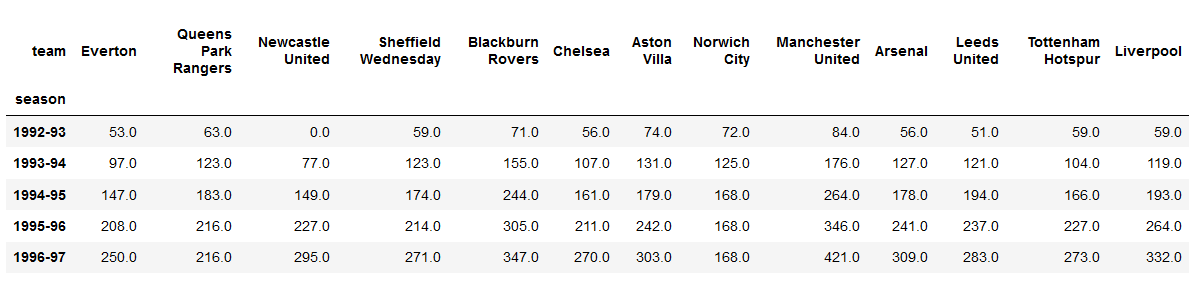 team Everton Queens Park Rangers Newcastle United Sheffield Wednesday Blackburn Rovers Chelsea Aston Villa Norwich City Manchester United Arsenal Leeds United Tottenham Hotspur Liverpool
season
1992-93 53.0 63.0 0.0 59.0 71.0 56.0 74.0 72.0 84.0 56.0 51.0 59.0 59.0
1993-94 97.0 123.0 77.0 123.0 155.0 107.0 131.0 125.0 176.0 127.0 121.0 104.0 119.0
1994-95 147.0 183.0 149.0 174.0 244.0 161.0 179.0 168.0 264.0 178.0 194.0 166.0 193.0
1995-96 208.0 216.0 227.0 214.0 305.0 211.0 242.0 168.0 346.0 241.0 237.0 227.0 264.0
1996-97 250.0 216.0 295.0 271.0 347.0 270.0 303.0 168.0 421.0 309.0 283.0 273.0 332.0